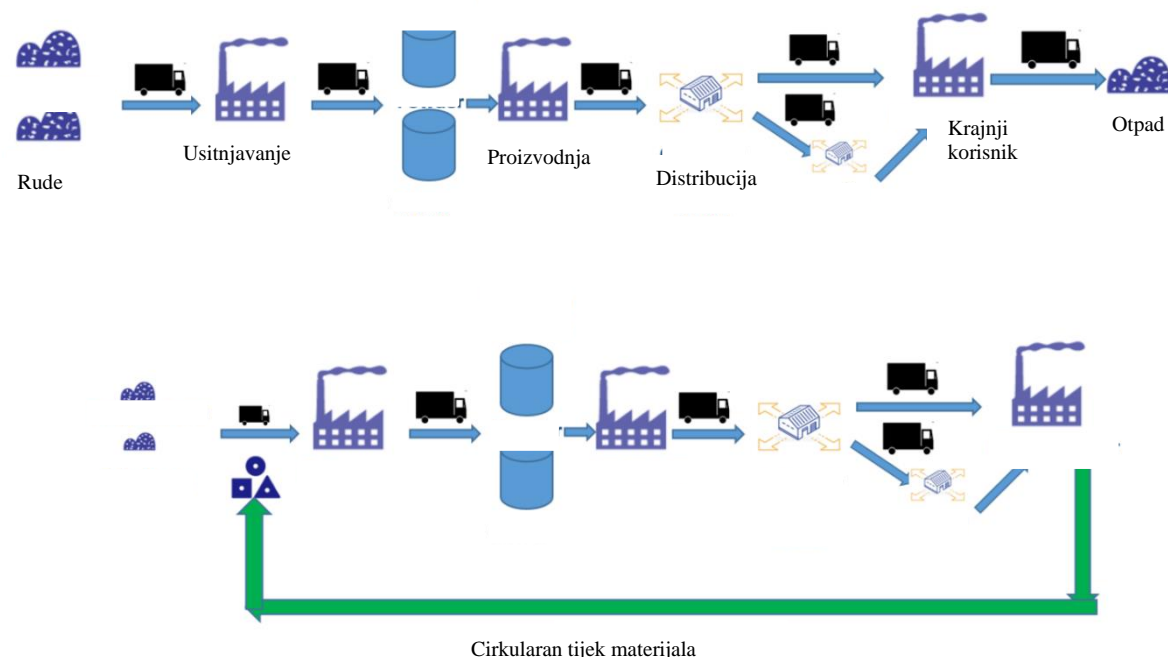 Rude
Usitnjavanje
Proizvodnja
Distribucija
Krajnji
korisnik
Otpad
Cirkularan tijek materijala